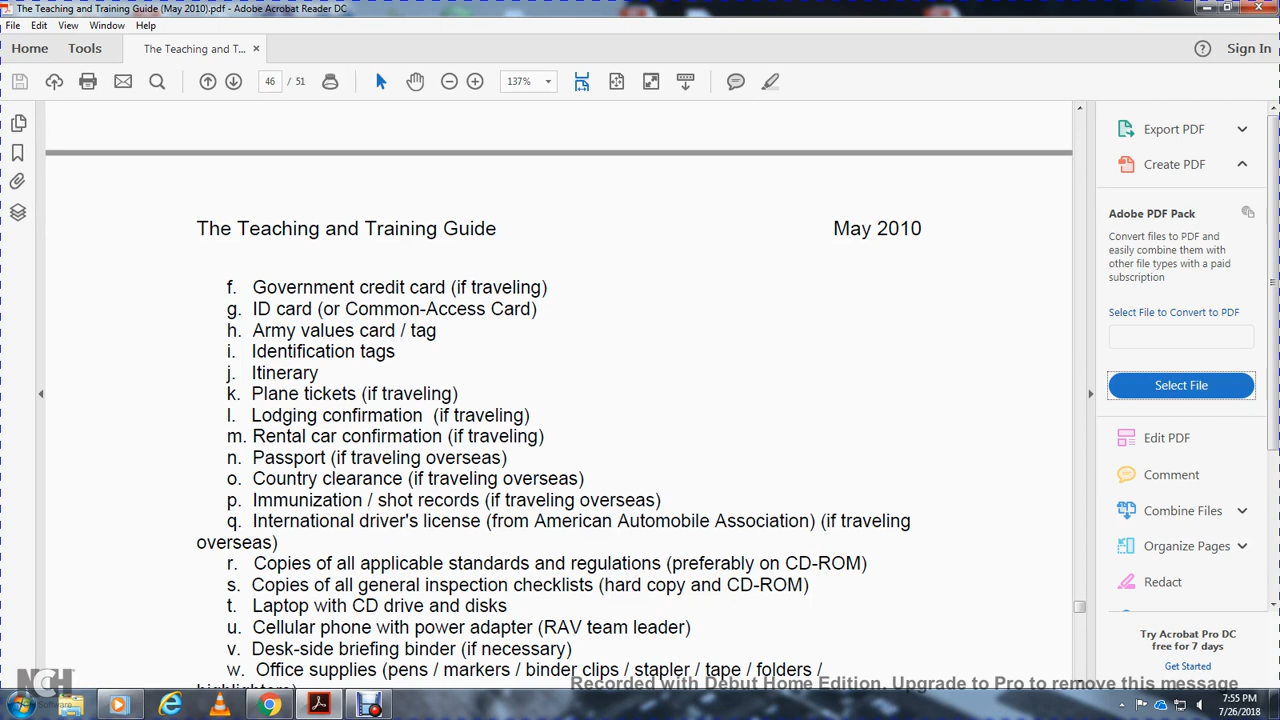 The Teaching and Training Guide (May 2010).pdf - Adobe Acrobat Reader DC
File Edit View Window Help
Home Tools The Teaching and T... × Sign In
46 / 51 137%
Export PDF
Create PDF
Adobe PDF Pack
Convert files to PDF and
easily combine them with
other file types with a paid
subscription
Select File to Convert to PDF
Select File
Edit PDF
Comment
Combine Files
Organize Pages
Redact
Try Acrobat Pro DC
for 7 days
Get Started
The Teaching and Training Guide May 2010
f. Government credit card (if traveling)
g. ID card (or Common-Access Card)
h. Army values card / tag
i. Identification tags
j. Itinerary
k. Plane tickets (if traveling)
l. Lodging confirmation (if traveling)
m. Rental car confirmation (if traveling)
n. Passport (if traveling overseas)
o. Country clearance (if traveling overseas)
p. Immunization / shot records (if traveling overseas)
q. International driver's license (from American Automobile Association) (if traveling
overseas)
r. Copies of all applicable standards and regulations (preferably on CD-ROM)
s. Copies of all general inspection checklists (hard copy and CD-ROM)
t. Laptop with CD drive and disks
u. Cellular phone with power adapter (RAV team leader)
v. Desk-side briefing binder (if necessary)
w. Office supplies (pens / markers / binder clips / stapler / tape / folders /
NCH Software
Recorded with Debut Home Edition. Upgrade to Pro to remove this message
7:55 PM
7/26/2018